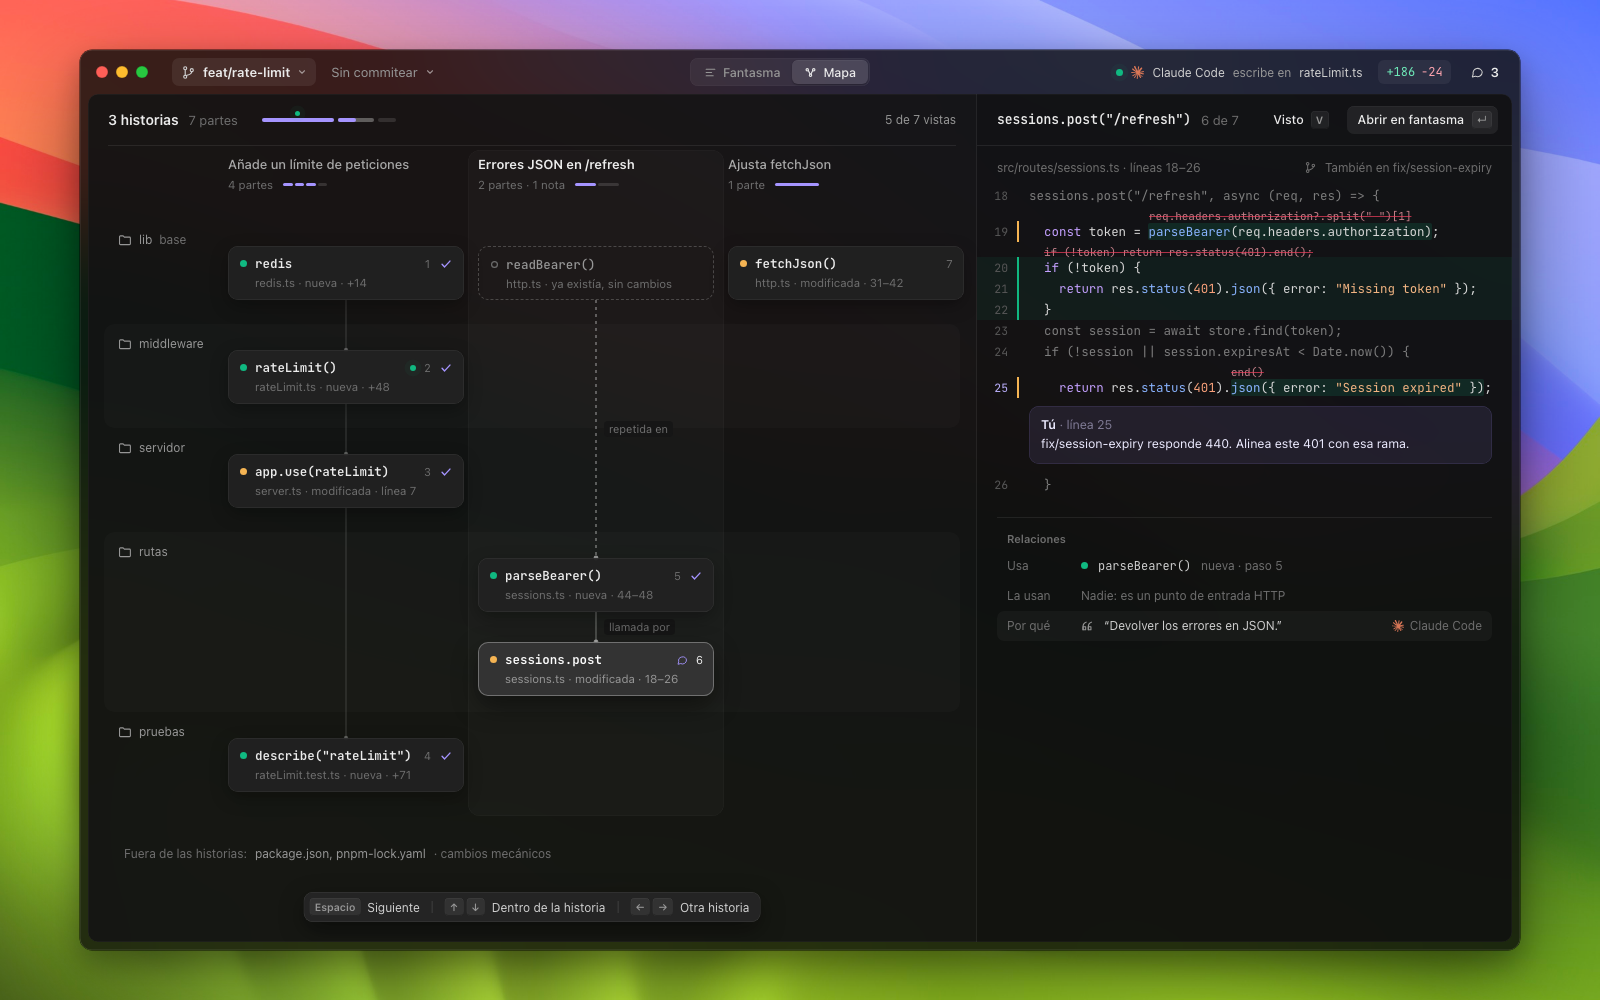 feat/rate-limit
Sin commitear
Fantasma
Mapa
Claude Code escribe en rateLimit.ts
+186 -24
3
3 historias 7 partes
5 de 7 vistas
Añade un límite de peticiones
4 partes
Errores JSON en /refresh
2 partes · 1 nota
Ajusta fetchJson
1 parte
lib base
redis 1
redis.ts · nueva · +14
readBearer()
http.ts · ya existía, sin cambios
fetchJson() 7
http.ts · modificada · 31–42
middleware
rateLimit() 2
rateLimit.ts · nueva · +48
repetida en
servidor
app.use(rateLimit) 3
server.ts · modificada · línea 7
rutas
parseBearer() 5
sessions.ts · nueva · 44–48
llamada por
sessions.post 6
sessions.ts · modificada · 18–26
pruebas
describe("rateLimit") 4
rateLimit.test.ts · nueva · +71
Fuera de las historias: package.json, pnpm-lock.yaml · cambios mecánicos
Espacio Siguiente ↑ ↓ Dentro de la historia ← → Otra historia
sessions.post("/refresh") 6 de 7
Visto V
Abrir en fantasma ↵
src/routes/sessions.ts · líneas 18–26
También en fix/session-expiry
18 sessions.post("/refresh", async (req, res) => {
req.headers.authorization?.split(" ")[1]
19 const token = parseBearer(req.headers.authorization);
if (!token) return res.status(401).end();
20 if (!token) {
21 return res.status(401).json({ error: "Missing token" });
22 }
23 const session = await store.find(token);
24 if (!session || session.expiresAt < Date.now()) {
end()
25 return res.status(401).json({ error: "Session expired" });
Tú · línea 25
fix/session-expiry responde 440. Alinea este 401 con esa rama.
26 }
Relaciones
Usa parseBearer() nueva · paso 5
La usan Nadie: es un punto de entrada HTTP
Por qué “Devolver los errores en JSON.” Claude Code